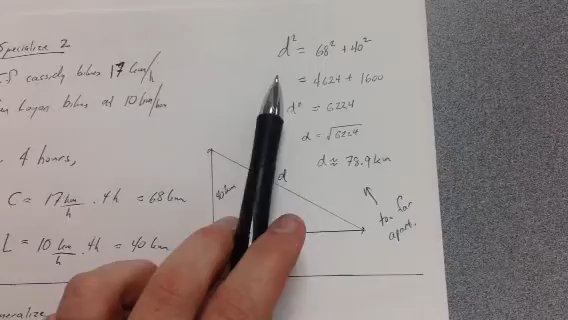 Specialize 2
If cassidy bikes 17 km/h
Logan bikes at 10 km/hr
4 hours,
C = 17 km/h . 4h = 68 km
L = 10 km/h . 4h = 40 km
d² = 68² + 40²
= 4624 + 1600
d² = 6224
d = √6224
d ≈ 78.9 km
too far
apart.
40 km
d